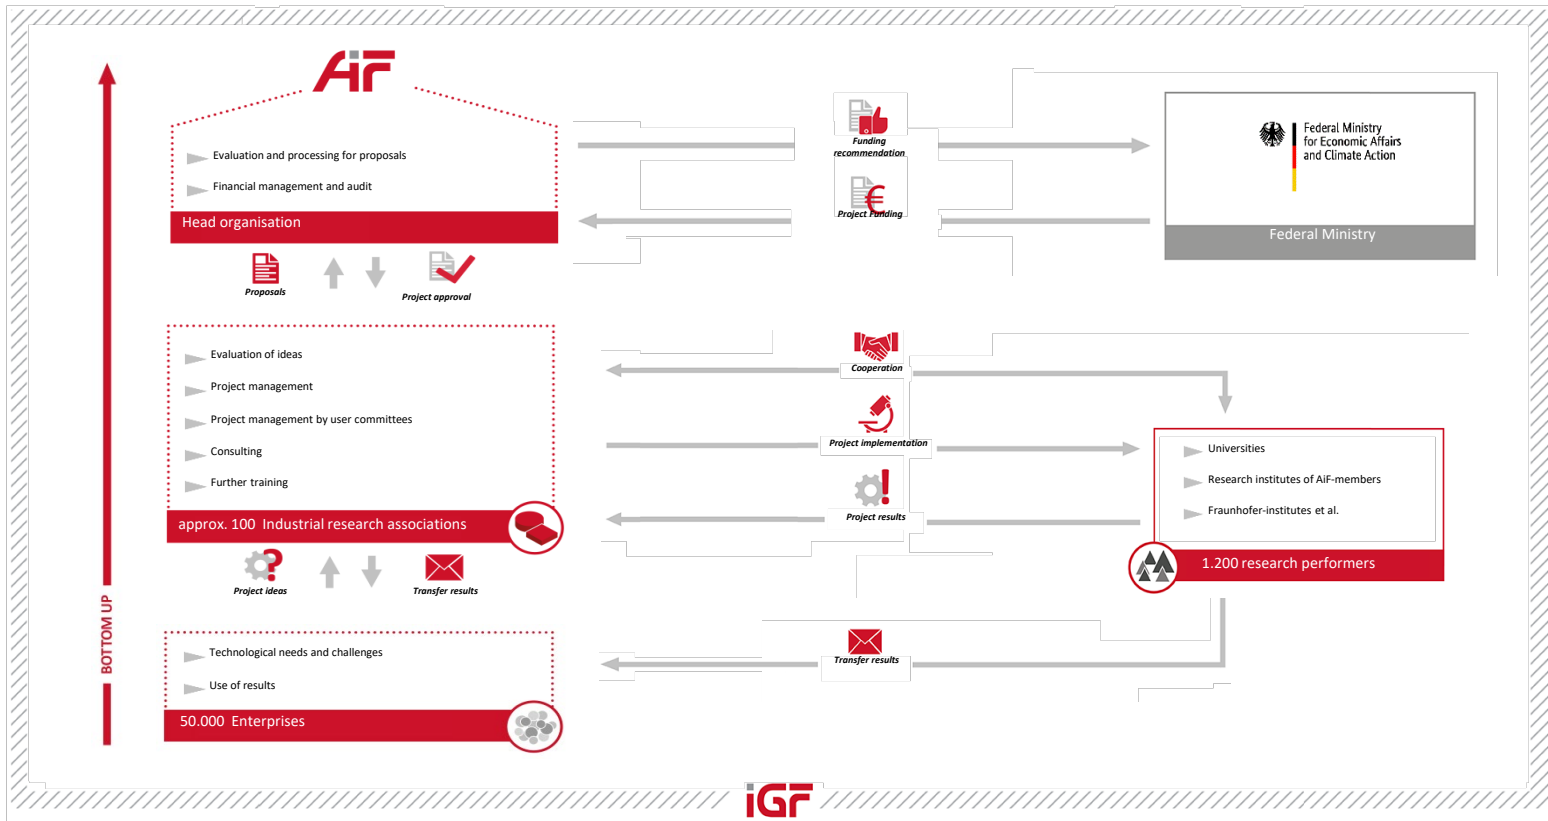 AiF
Evaluation and processing for proposals
Financial management and audit
Head organisation
Funding
recommendation
Project Funding
Federal Ministry
for Economic Affairs
and Climate Action
Federal Ministry
Proposals
Project approval
Evaluation of ideas
Project management
Project management by user committees
Consulting
Further training
approx. 100 Industrial research associations
Cooperation
Project implementation
Project results
Universities
Research institutes of AiF-members
Fraunhofer-institutes et al.
1.200 research performers
Project ideas
Transfer results
BOTTOM UP
Technological needs and challenges
Use of results
50.000 Enterprises
Transfer results
iGF